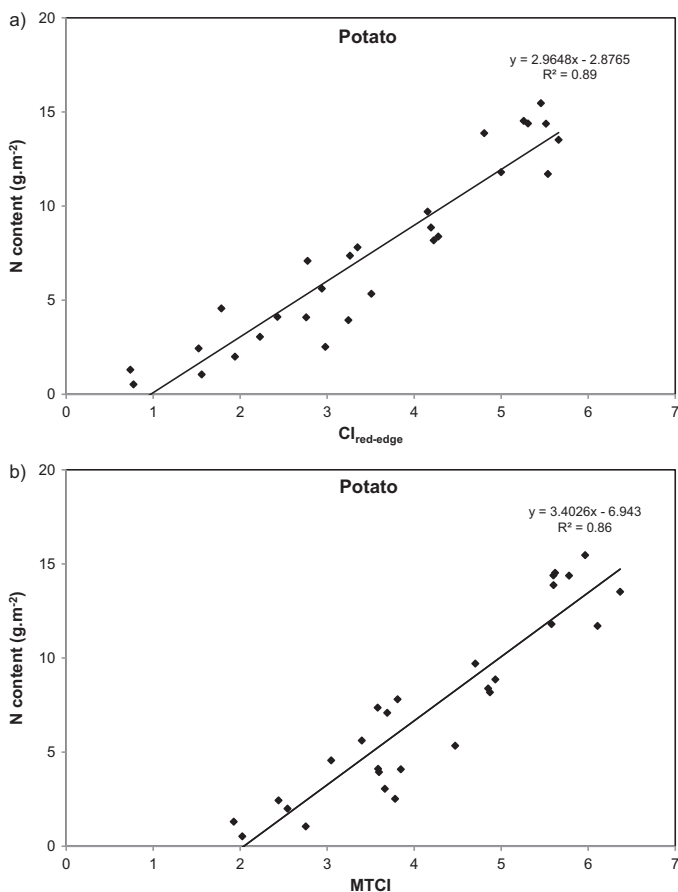 a)
Potato
y = 2.9648x - 2.8765
R² = 0.89
N content (g.m⁻²)
20
15
10
5
0
0 1 2 3 4 5 6 7
CI red-edge
b)
Potato
y = 3.4026x - 6.943
R² = 0.86
N content (g.m⁻²)
20
15
10
5
0
0 1 2 3 4 5 6 7
MTCI